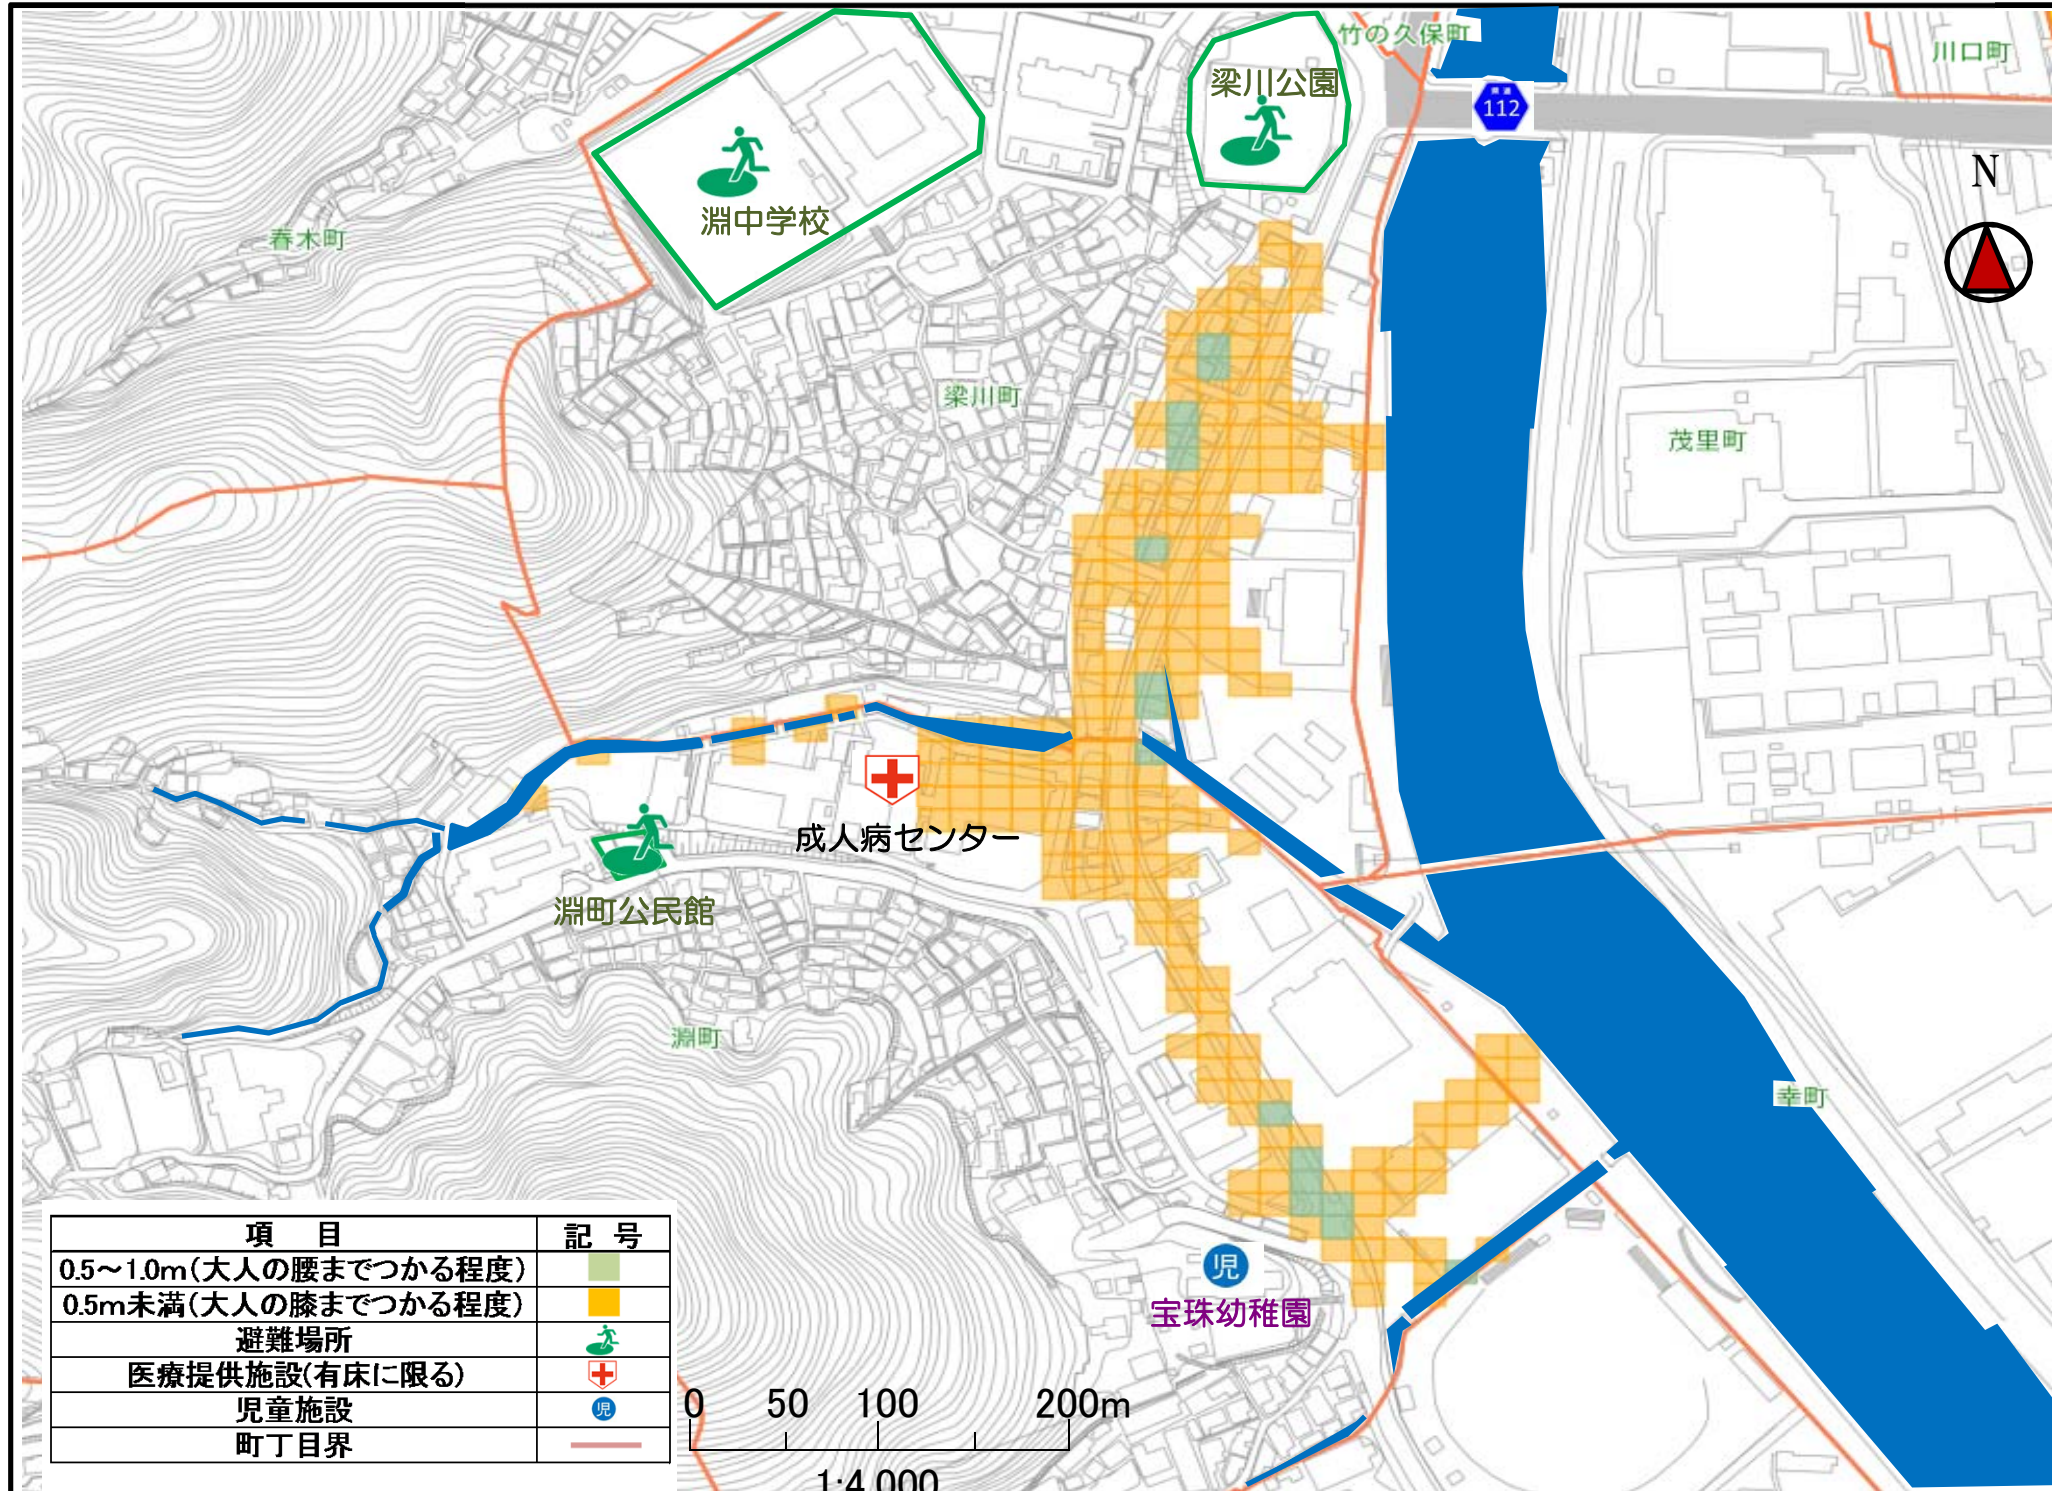 竹の久保町
川口町
梁川公園
県道
112
N
淵中学校
春木町
梁川町
茂里町
成人病センター
淵町公民館
淵町
幸町
児
宝珠幼稚園
項 目 記 号
0.5～1.0m(大人の腰までつかる程度)
0.5m未満(大人の膝までつかる程度)
避難場所
医療提供施設(有床に限る)
児童施設 児
町丁目界
0 50 100 200m
1:4,000